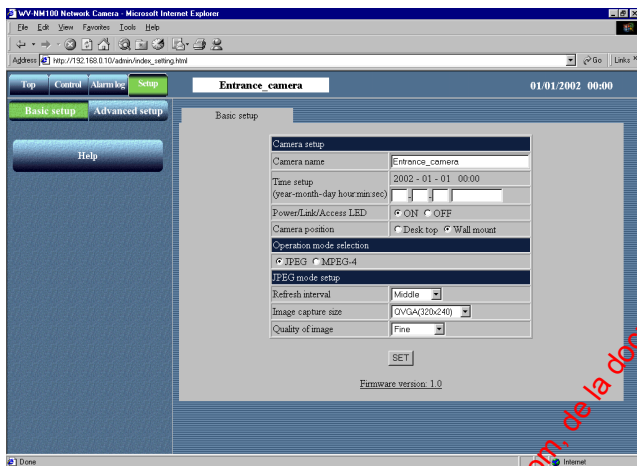 WV-NM100 Network Camera - Microsoft Internet Explorer
File Edit View Favorites Tools Help
Address http://192.168.0.10/admin/index_setting.html Go Links
Top Control Alarm log Setup Entrance_camera 01/01/2002 00:00
Basic setup Advanced setup
Help
Basic setup
Camera setup
Camera name Entrance_camera
Time setup 2002 - 01 - 01 00:00
(year-month-day hour:min:sec) - -
Power/Link/Access LED ON OFF
Camera position Desk top Wall mount
Operation mode selection
JPEG MPEG-4
JPEG mode setup
Refresh interval Middle
Image capture size QVGA(320x240)
Quality of image Fine
SET
Firmware version: 1.0
Done Internet
om, de la doc